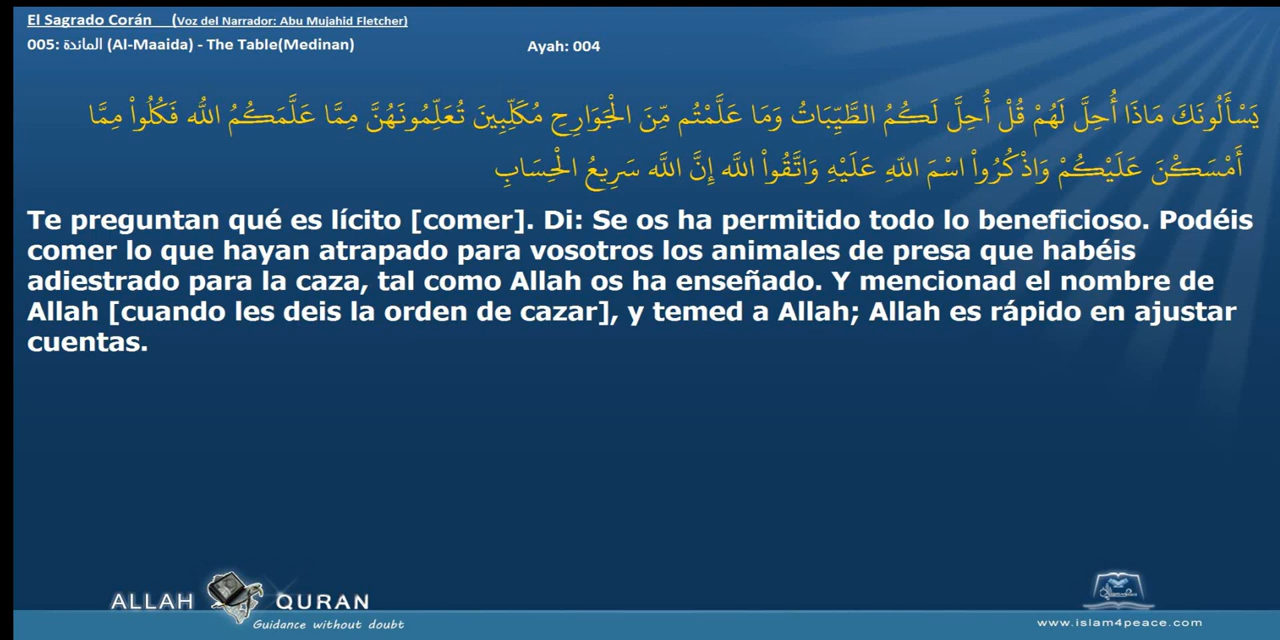 El Sagrado Corán (Voz del Narrador: Abu Mujahid Fletcher)
005: المائدة (Al-Maaida) - The Table(Medinan)
Ayah: 004
يَسْأَلُونَكَ مَاذَا أُحِلَّ لَهُمْ قُلْ أُحِلَّ لَكُمُ الطَّيِّبَاتُ وَمَا عَلَّمْتُم مِّنَ الْجَوَارِحِ مُكَلِّبِينَ تُعَلِّمُونَهُنَّ مِمَّا عَلَّمَكُمُ اللّه فَكُلُواْ مِمَّا
أَمْسَكْنَ عَلَيْكُمْ وَاذْكُرُواْ اسْمَ اللّهِ عَلَيْهِ وَاتَّقُواْ اللَّه إِنَّ اللَّه سَرِيعُ الْحِسَابِ
Te preguntan qué es lícito [comer]. Di: Se os ha permitido todo lo beneficioso. Podéis
comer lo que hayan atrapado para vosotros los animales de presa que habéis
adiestrado para la caza, tal como Allah os ha enseñado. Y mencionad el nombre de
Allah [cuando les deis la orden de cazar], y temed a Allah; Allah es rápido en ajustar
cuentas.
ALLAH QURAN
Guidance without doubt
www.islam4peace.com